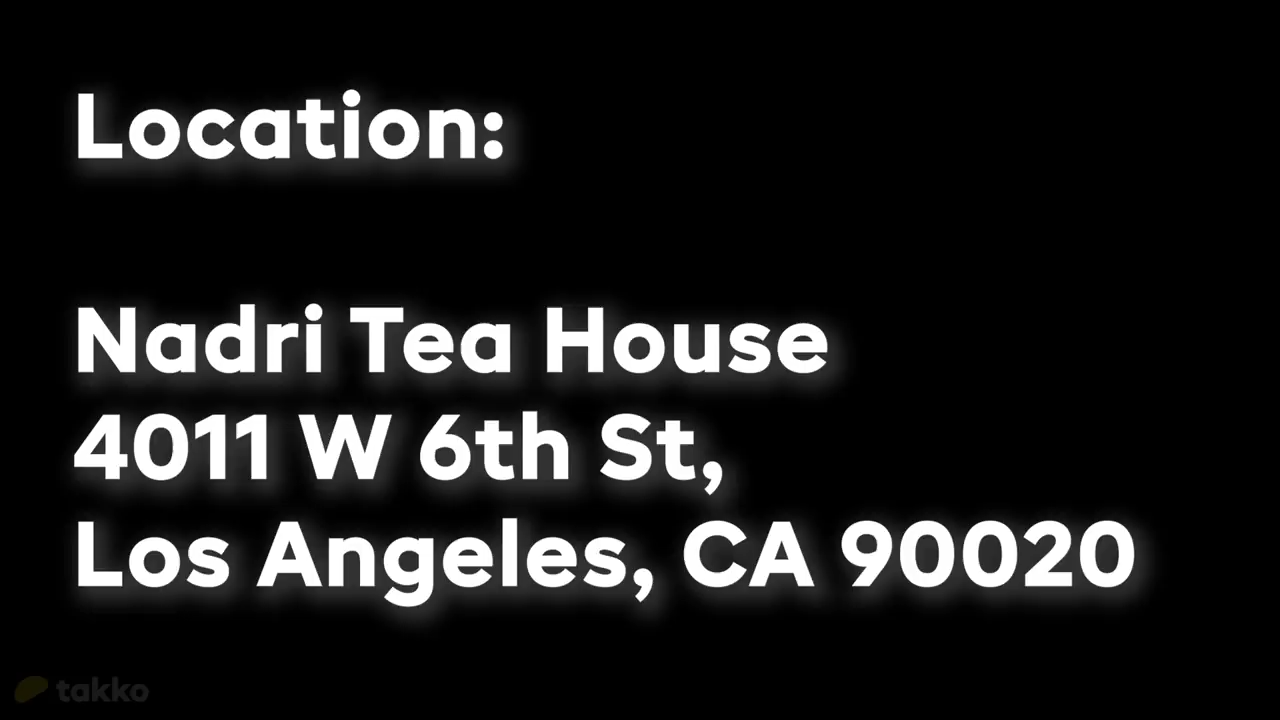 Location:
Nadri Tea House
4011 W 6th St,
Los Angeles, CA 90020
takko